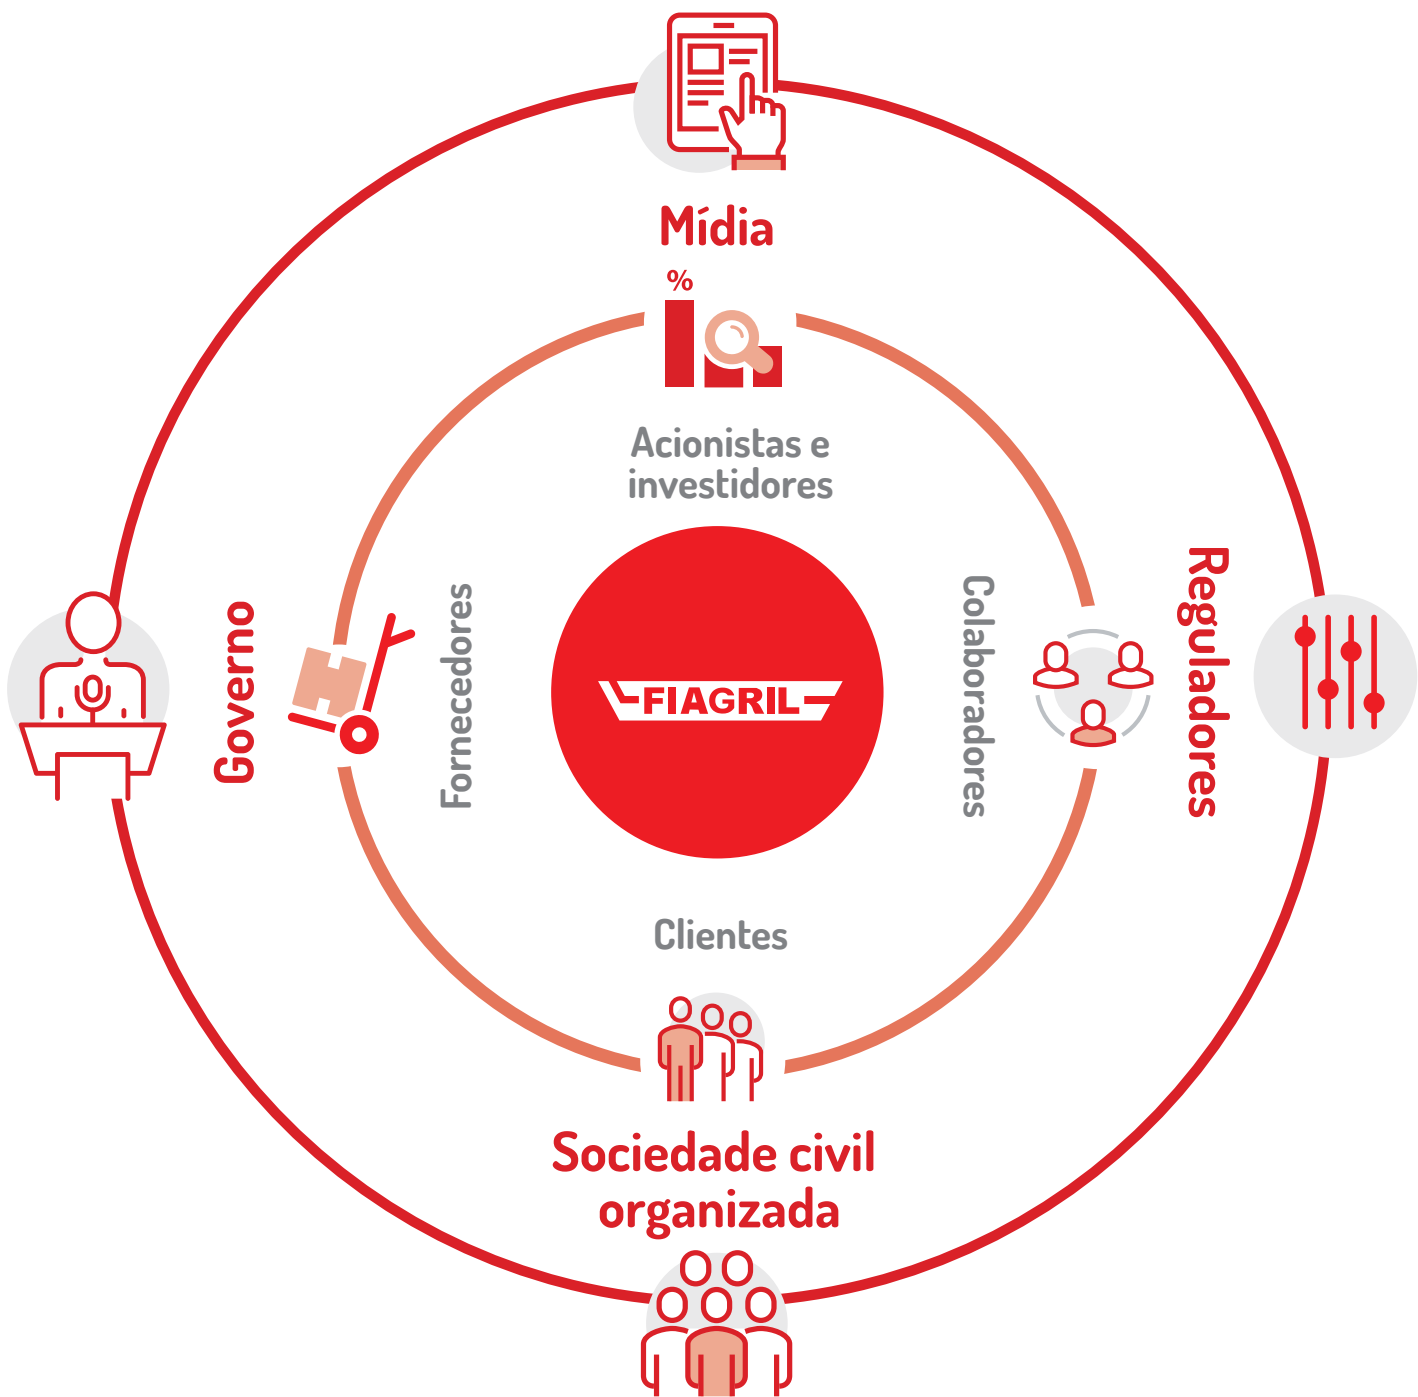 Mídia
%
Acionistas e
investidores
Governo
Fornecedores
FIAGRIL
Colaboradores
Reguladores
Clientes
Sociedade civil
organizada